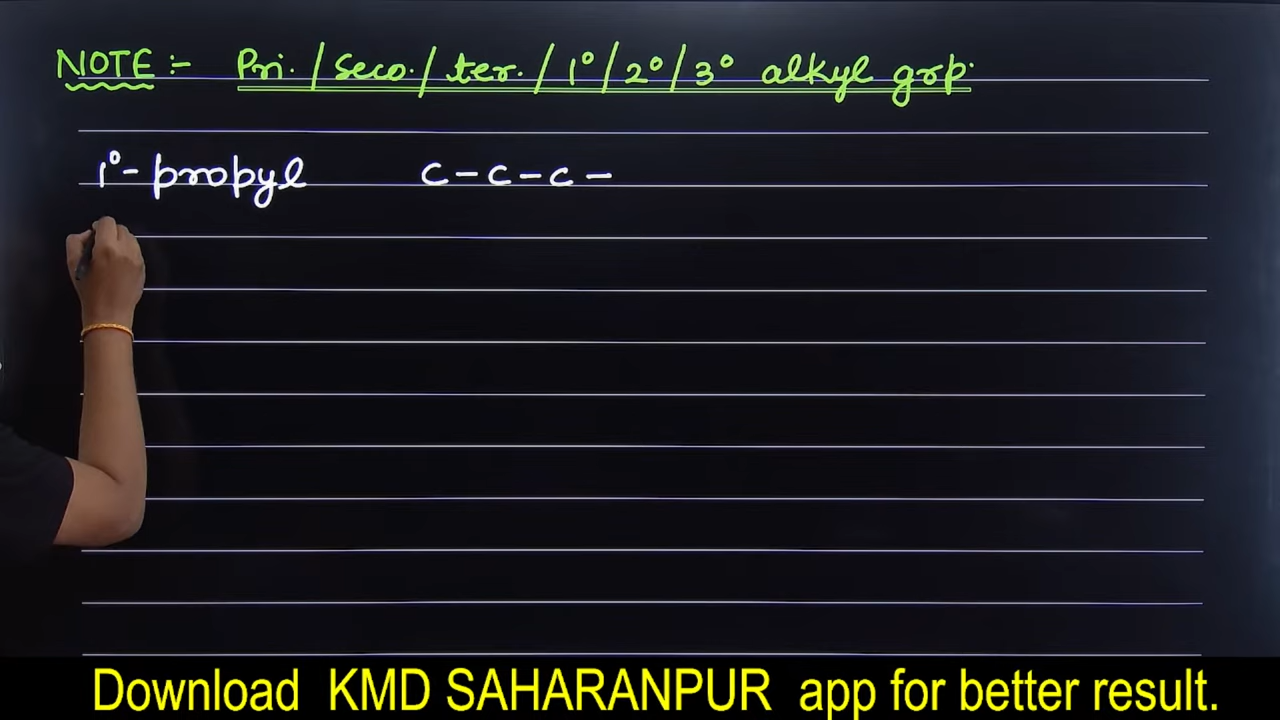 NOTE :- Pri. / Seco. / ter. / 1° / 2° / 3° alkyl grp.
1°- propyl C - C - C -
Download KMD SAHARANPUR app for better result.